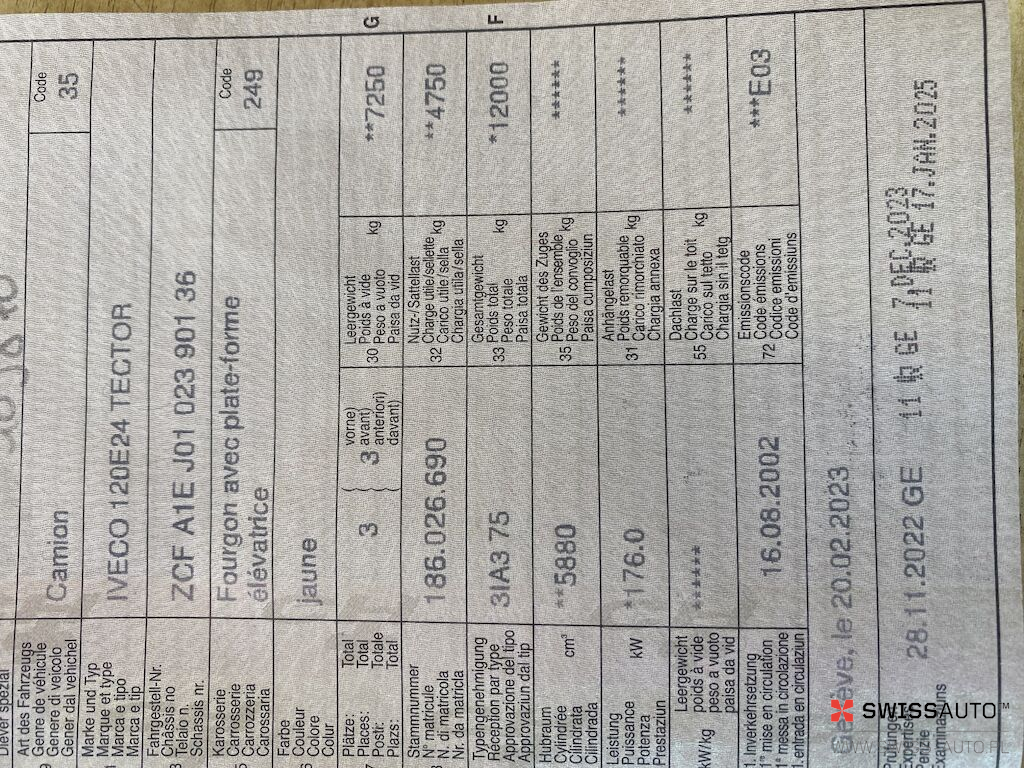 Art des Fahrzeugs
Genre de véhicule
Genere di veicolo
Gener dal vehichel
Camion
Code
35
Marke und Typ
Marque et type
Marca e tipo
Marca e tip
IVECO 120E24 TECTOR
Fahrgestell-Nr.
Châssis no
Telaio n.
Schassis nr.
ZCF A1E J01 023 901 36
Karosserie
Carrosserie
Carrozzeria
Carossaria
Fourgon avec plate-forme
élévatrice
Code
249
Farbe
Couleur
Colore
Colur
jaune
Plätze: Total
Places: Total
Postí: Totale
Plazs: Total
3
3
vorne)
avant)
anteriori)
davant)
30
Leergewicht
Poids à vide
Peso a vuoto kg
Paisa da vid
**7250
G
Stammnummer
N° matricule
N. di matricola
Nr. da matricla
186.026.690
32
Nutz-/Sattellast
Charge utile/sellette
Carico utile/sella kg
Chargia utila/sella
**4750
Typengenehmigung
Réception par type
Approvazione del tipo
Approvaziun dal tip
3IA3 75
33
Gesamtgewicht
Poids total
Peso totale kg
Paisa totala
*12000
F
Hubraum
Cylindrée
Cilindrata cm³
Cilindrada
**5880
35
Gewicht des Zuges
Poids de l'ensemble kg
Peso del convoglio
Paisa cumposiziun
******
Leistung
Puissance
Potenza kW
Prestaziun
*176.0
31
Anhängelast
Poids remorquable kg
Carico rimorchiato
Chargia annexa
******
kW/kg
Leergewicht
poids à vide
peso a vuoto
paisa da vid
******
55
Dachlast
Charge sur le toit kg
Carico sul tetto
Chargia sin il tetg
******
1. Inverkehrsetzung
1re mise en circulation
1a messa in circolazione
1. entrada en circulaziun
16.08.2002
72
Emissionscode
Code émissions
Codice emissioni
Code d'emissiuns
***E03
Genève, le 20.02.2023
Prüfungen
Expertises
Perizie
Examinaziuns
28.11.2022 GE
GE 7.DEC.2023
GE 17.JAN.2025
SWISSAUTO™